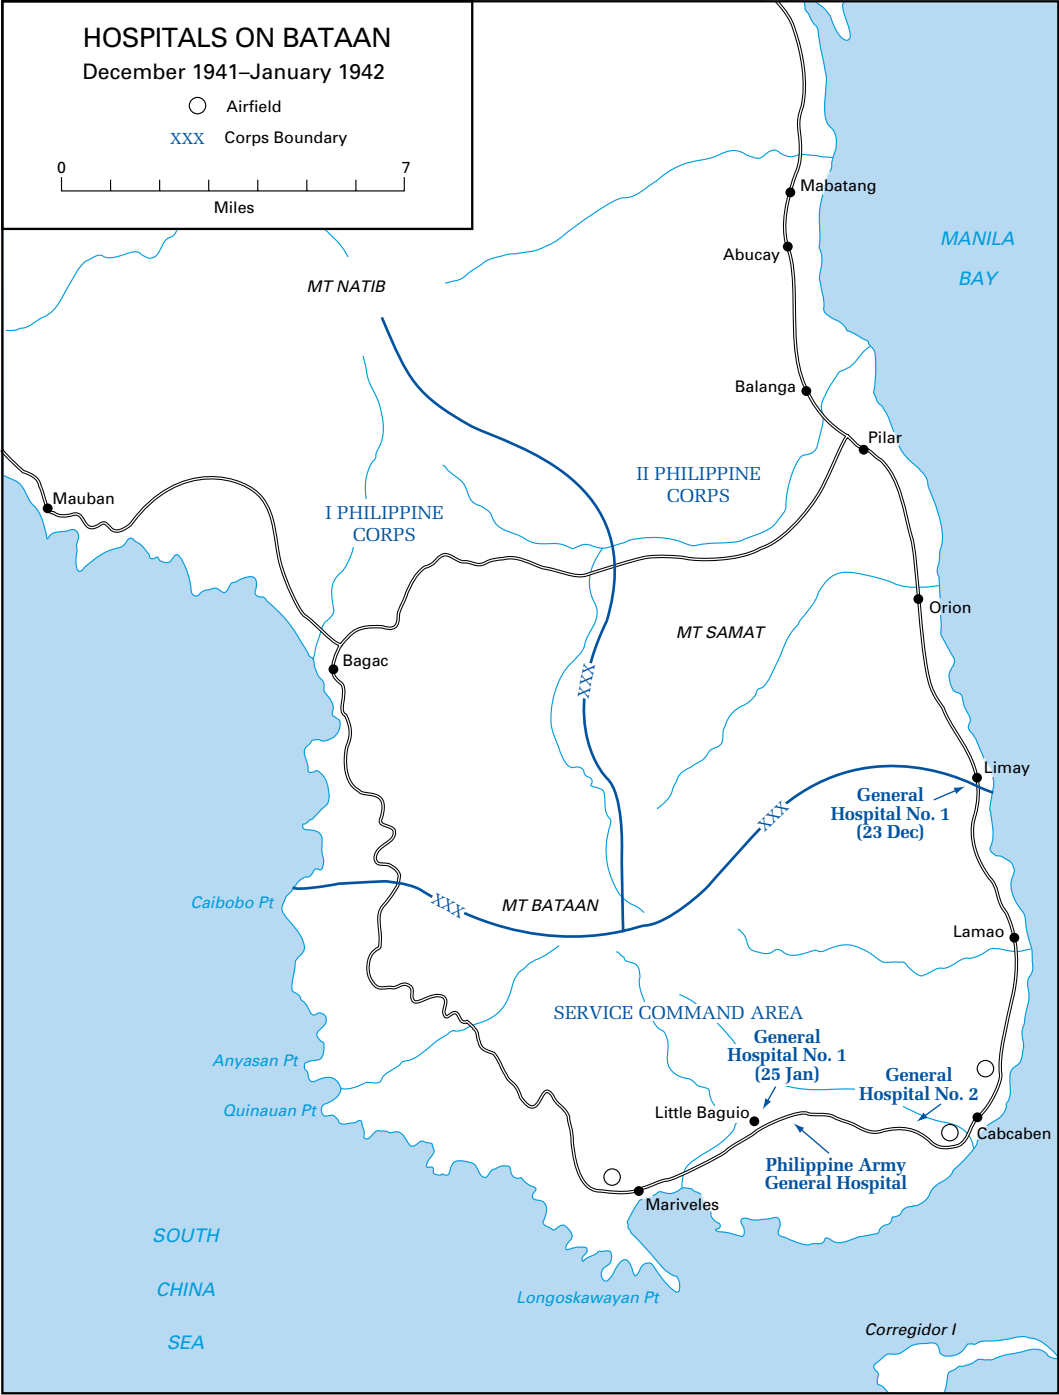 HOSPITALS ON BATAAN
December 1941–January 1942
Airfield
XXX Corps Boundary
0 7
Miles
Mabatang
MANILA
BAY
Abucay
MT NATIB
Balanga
Pilar
II PHILIPPINE
CORPS
Mauban
I PHILIPPINE
CORPS
Orion
MT SAMAT
Bagac
XXX
Limay
General
Hospital No. 1
(23 Dec)
XXX
Caibobo Pt
XXX
MT BATAAN
Lamao
SERVICE COMMAND AREA
General
Hospital No. 1
(25 Jan)
Anyasan Pt
General
Hospital No. 2
Quinauan Pt
Little Baguio
Cabcaben
Philippine Army
General Hospital
Mariveles
SOUTH
CHINA
SEA
Longoskawayan Pt
Corregidor I